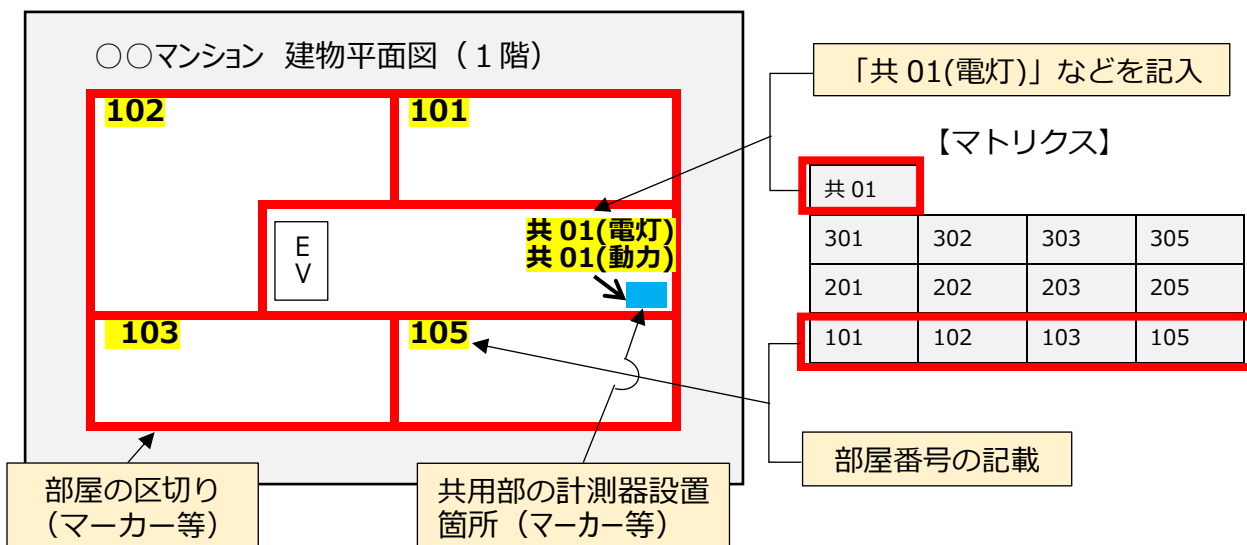 ○○マンション 建物平面図（１階）
102
101
共 01(電灯)
共 01(動力)
E
V
103
105
部屋の区切り
（マーカー等）
共用部の計測器設置
箇所（マーカー等）
「共 01(電灯)」などを記入
【マトリクス】
共 01
301 302 303 305
201 202 203 205
101 102 103 105
部屋番号の記載